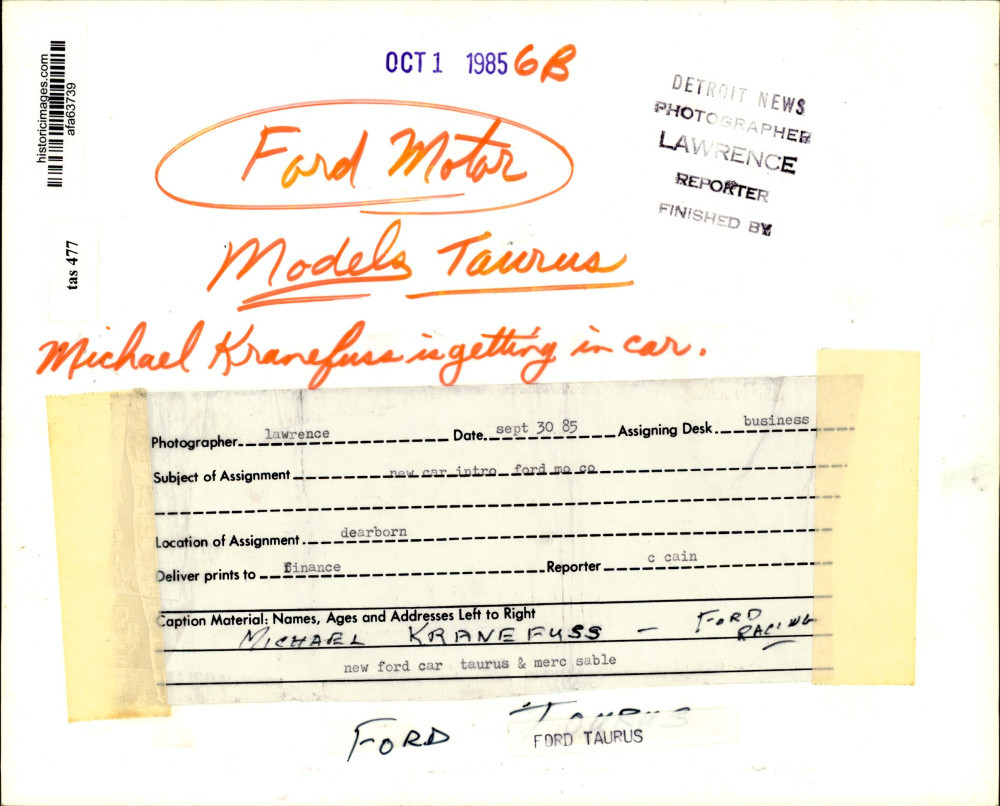 historicimages.com
afa63739
tas 477
OCT 1 1985 6B
DETROIT NEWS
PHOTOGRAPHER
LAWRENCE
REPORTER
FINISHED BY
Ford Motor
Models Taurus
Michael Kranefuss is getting in car.
Photographer lawrence Date sept 30 85 Assigning Desk business
Subject of Assignment new car intro ford mo co
Location of Assignment dearborn
Deliver prints to finance Reporter c cain
Caption Material: Names, Ages and Addresses Left to Right
MICHAEL KRANEFUSS — FORD RACING
new ford car taurus & merc sable
FORD TAURUS
FORD TAURUS